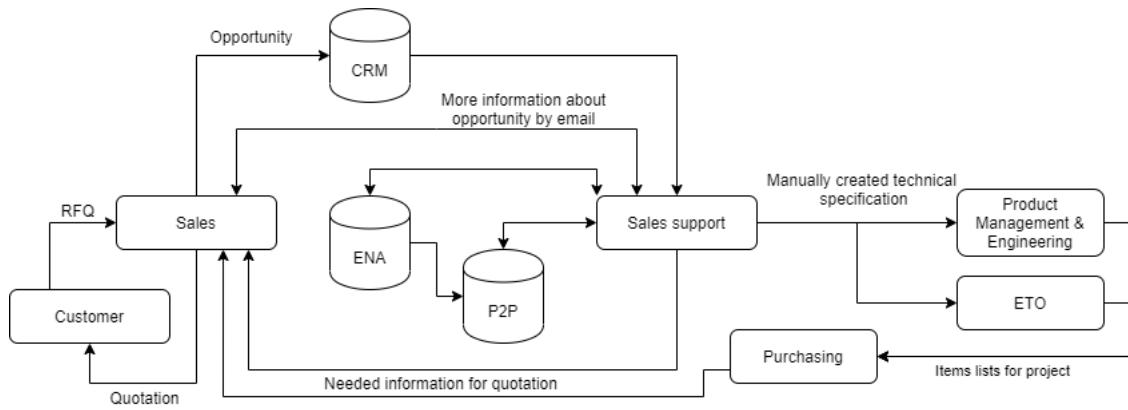 Opportunity
CRM
More information about
opportunity by email
Manually created technical
specification
RFQ
Sales
ENA
P2P
Sales support
Product
Management &
Engineering
Customer
ETO
Purchasing
Items lists for project
Needed information for quotation
Quotation